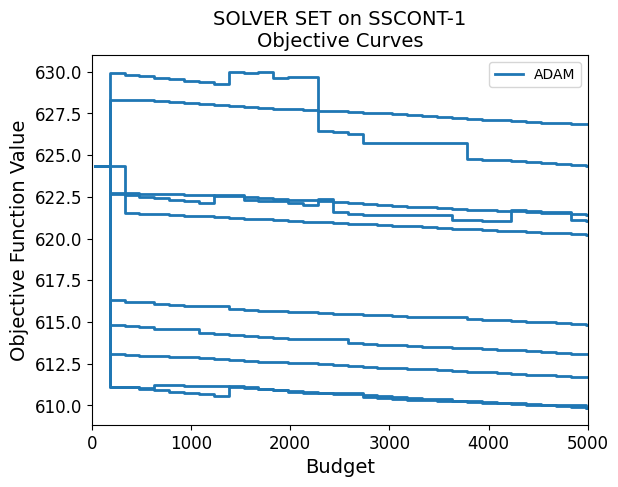 SOLVER SET on SSCONT-1
Objective Curves
ADAM
Objective Function Value
630.0
627.5
625.0
622.5
620.0
617.5
615.0
612.5
610.0
0 1000 2000 3000 4000 5000
Budget